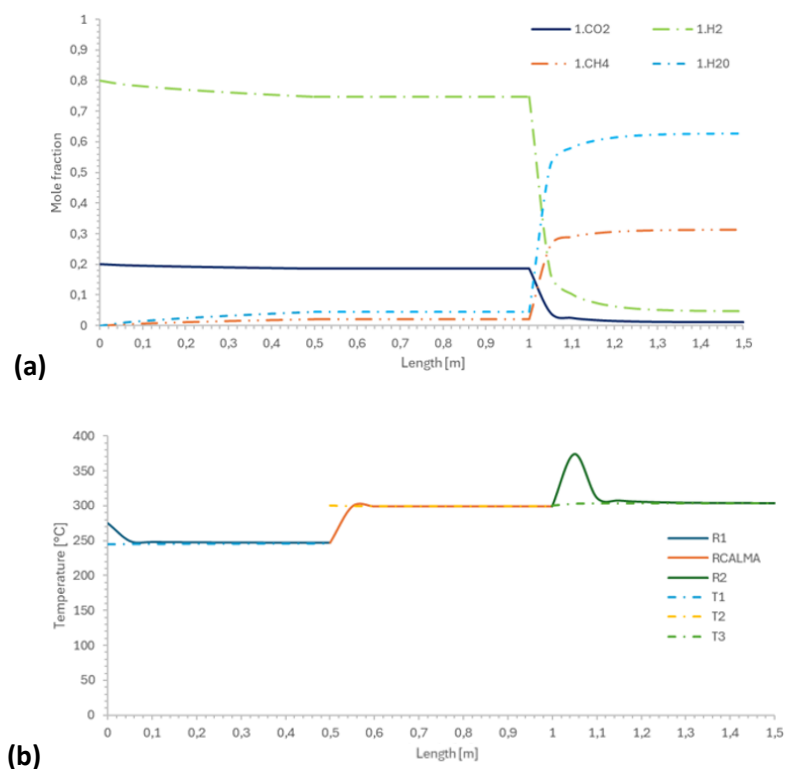 1
0,9
0,8
0,7
0,6
0,5
0,4
0,3
0,2
0,1
0
Mole fraction
1.CO2 1.H2
1.CH4 1.H20
0 0,1 0,2 0,3 0,4 0,5 0,6 0,7 0,8 0,9 1 1,1 1,2 1,3 1,4 1,5
Length [m]
(a)
400
350
300
250
200
150
100
50
0
Temperature [°C]
R1
RCALMA
R2
T1
T2
T3
0 0,1 0,2 0,3 0,4 0,5 0,6 0,7 0,8 0,9 1 1,1 1,2 1,3 1,4 1,5
Length [m]
(b)